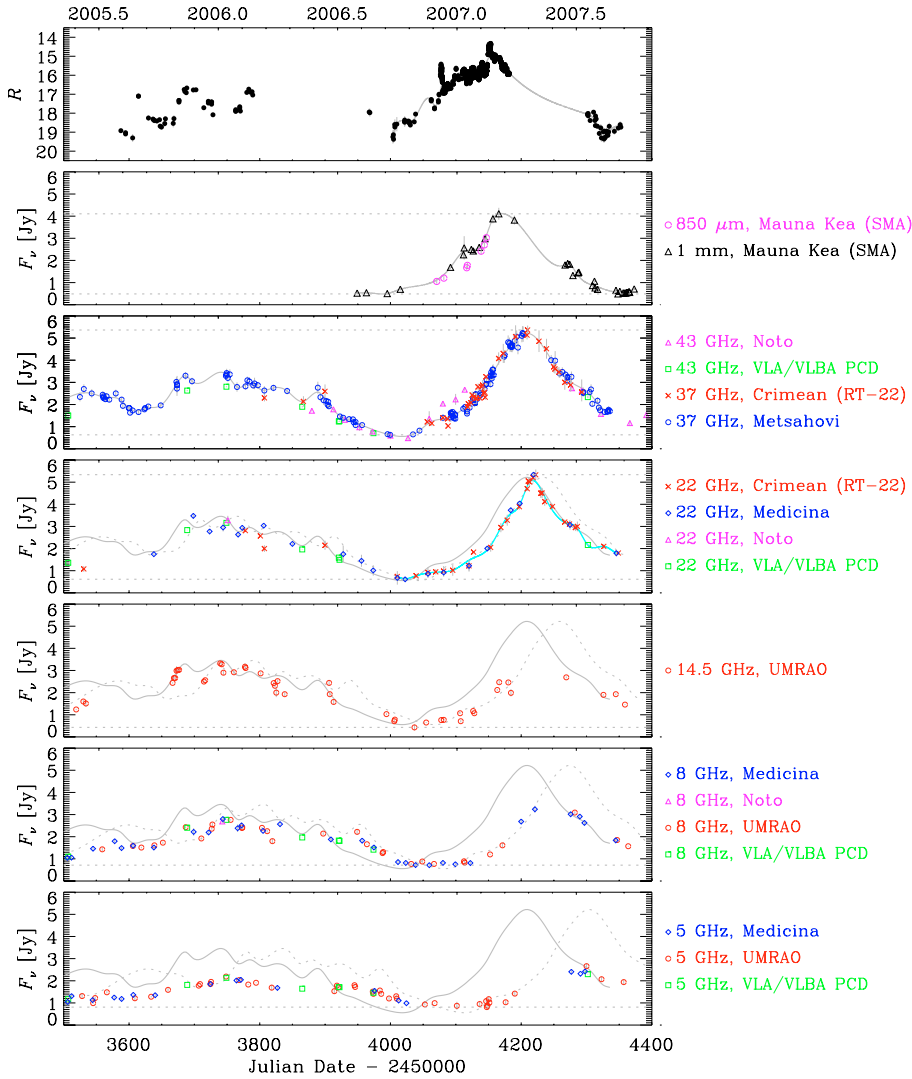 2005.5 2006.0 2006.5 2007.0 2007.5
14
15
16
17
18
19
20
R
6
5
4
3
2
1
0
Fν [Jy]
850 μm, Mauna Kea (SMA)
1 mm, Mauna Kea (SMA)
6
5
4
3
2
1
0
Fν [Jy]
43 GHz, Noto
43 GHz, VLA/VLBA PCD
37 GHz, Crimean (RT-22)
37 GHz, Metsahovi
6
5
4
3
2
1
0
Fν [Jy]
22 GHz, Crimean (RT-22)
22 GHz, Medicina
22 GHz, Noto
22 GHz, VLA/VLBA PCD
6
5
4
3
2
1
0
Fν [Jy]
14.5 GHz, UMRAO
6
5
4
3
2
1
0
Fν [Jy]
8 GHz, Medicina
8 GHz, Noto
8 GHz, UMRAO
8 GHz, VLA/VLBA PCD
6
5
4
3
2
1
0
Fν [Jy]
5 GHz, Medicina
5 GHz, UMRAO
5 GHz, VLA/VLBA PCD
3600 3800 4000 4200 4400
Julian Date - 2450000